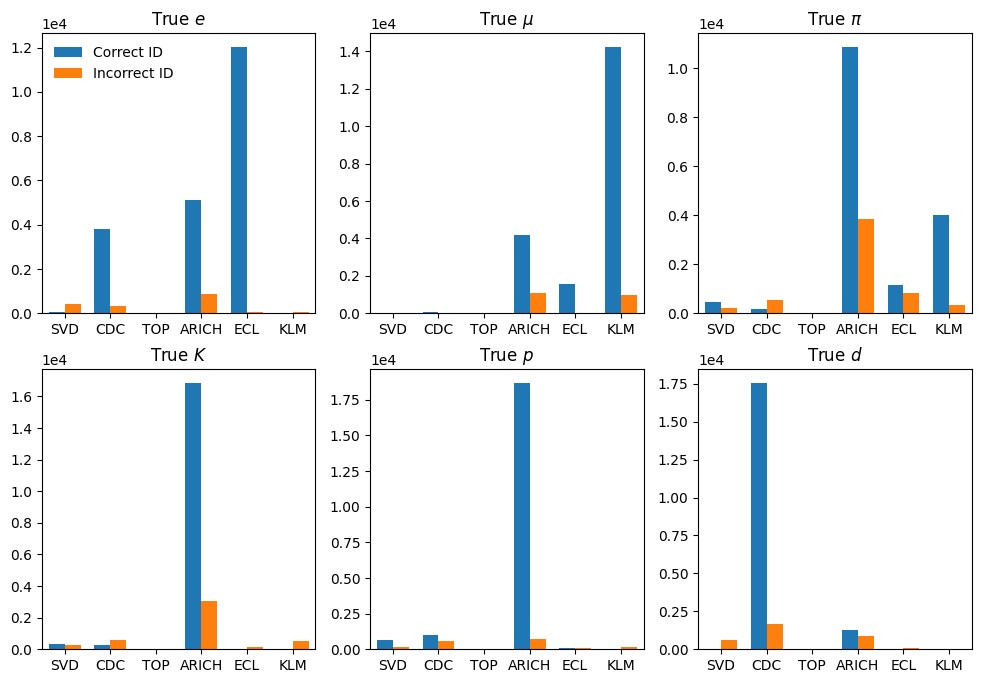 True e
1e4
1.2
1.0
0.8
0.6
0.4
0.2
0.0
Correct ID
Incorrect ID
SVD CDC TOP ARICH ECL KLM
True μ
1e4
1.4
1.2
1.0
0.8
0.6
0.4
0.2
0.0
SVD CDC TOP ARICH ECL KLM
True π
1e4
1.0
0.8
0.6
0.4
0.2
0.0
SVD CDC TOP ARICH ECL KLM
True K
1e4
1.6
1.4
1.2
1.0
0.8
0.6
0.4
0.2
0.0
SVD CDC TOP ARICH ECL KLM
True p
1e4
1.75
1.50
1.25
1.00
0.75
0.50
0.25
0.00
SVD CDC TOP ARICH ECL KLM
True d
1e4
1.75
1.50
1.25
1.00
0.75
0.50
0.25
0.00
SVD CDC TOP ARICH ECL KLM